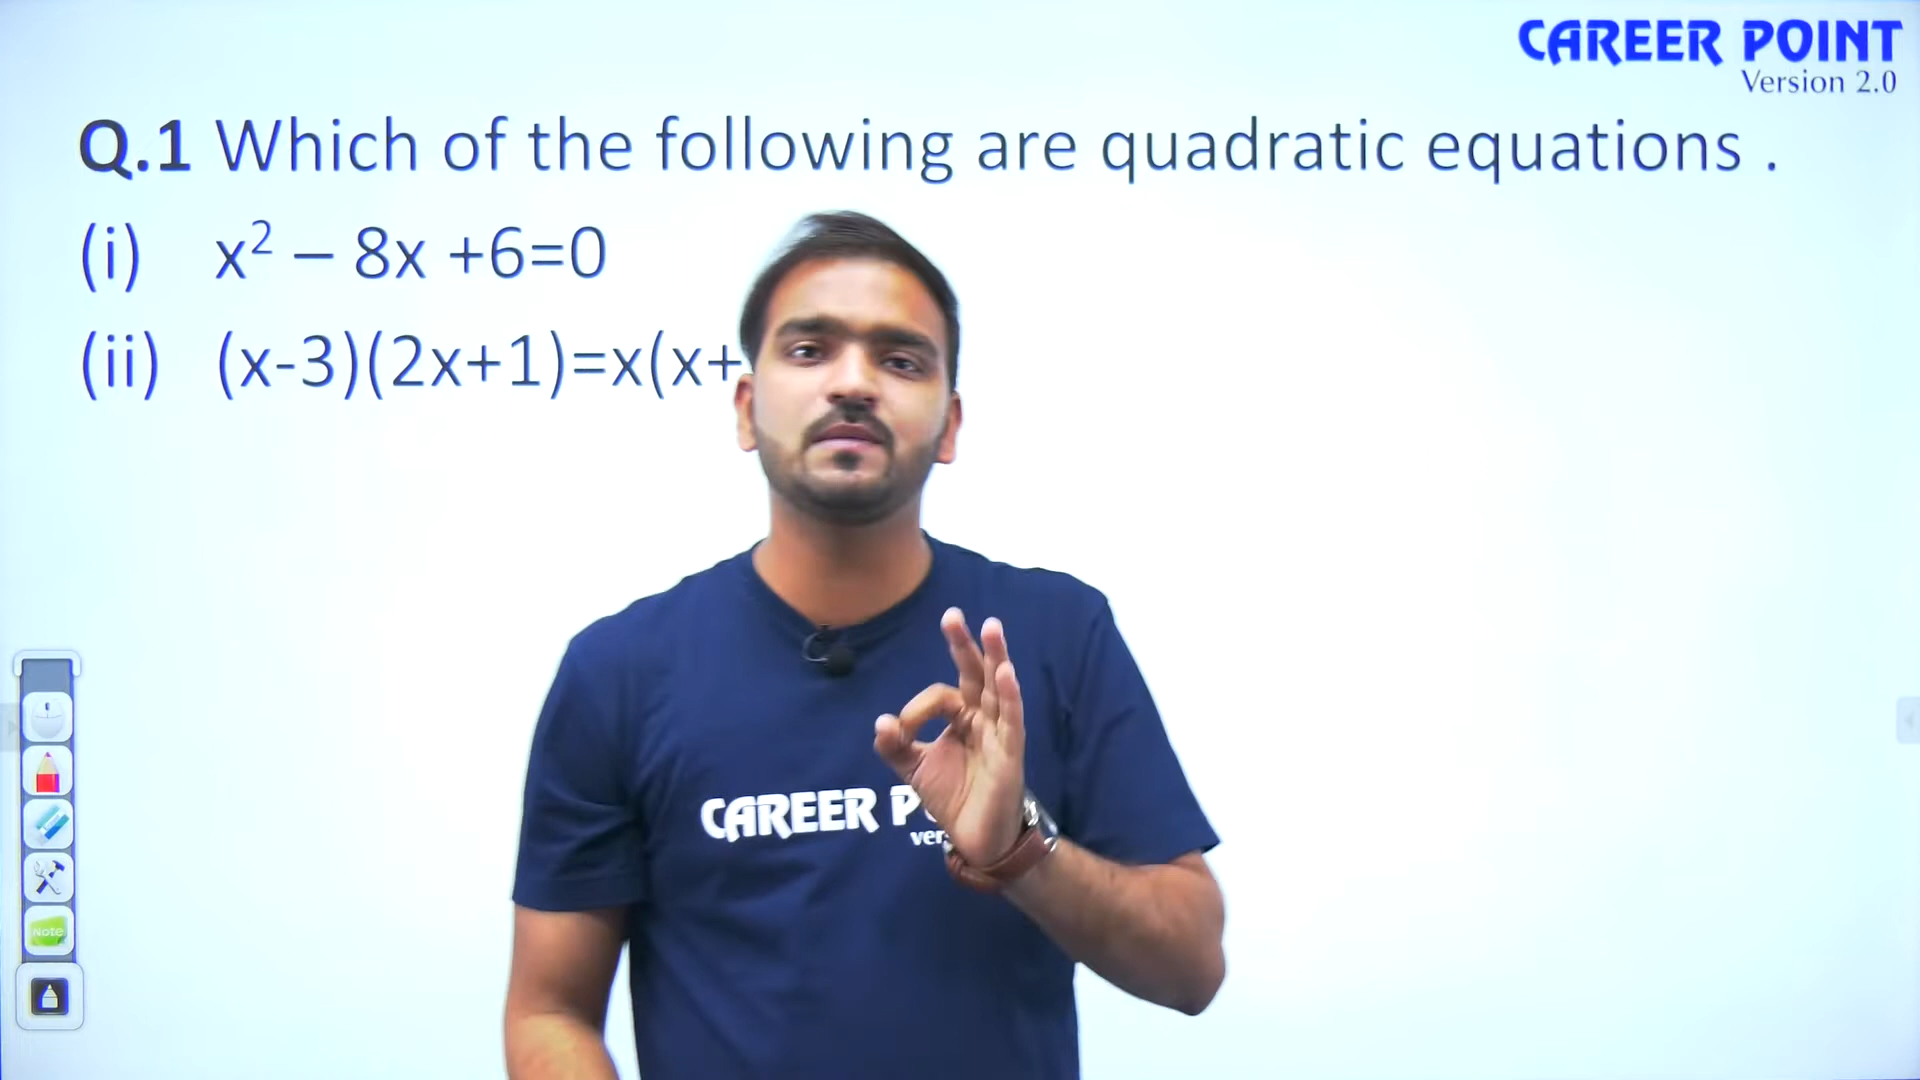 CAREER POINT
Version 2.0
Q.1 Which of the following are quadratic equations .
(i) x² – 8x +6=0
(ii) (x-3)(2x+1)=x(x+
CAREER
Note